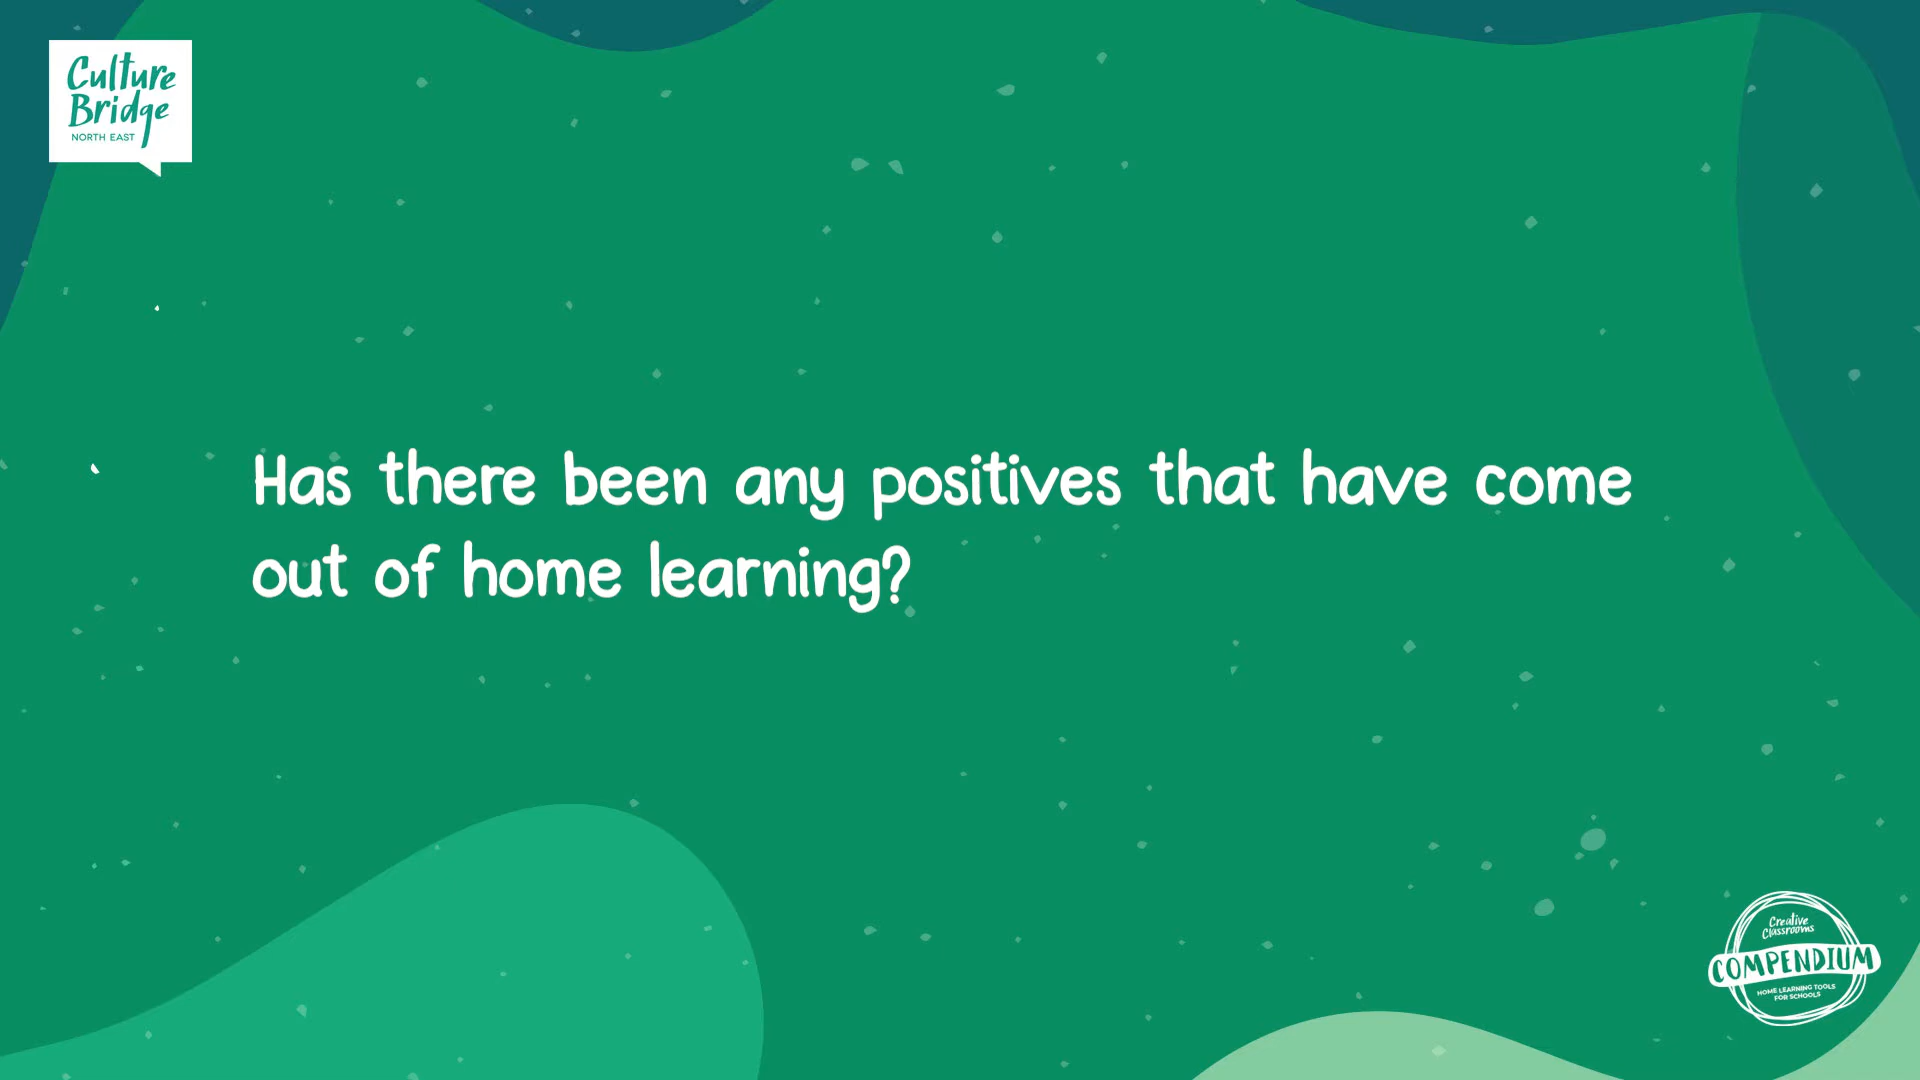 Culture
Bridge
NORTH EAST
Has there been any positives that have come
out of home learning?
Creative
Classrooms
COMPENDIUM
HOME LEARNING TOOLS
FOR SCHOOLS